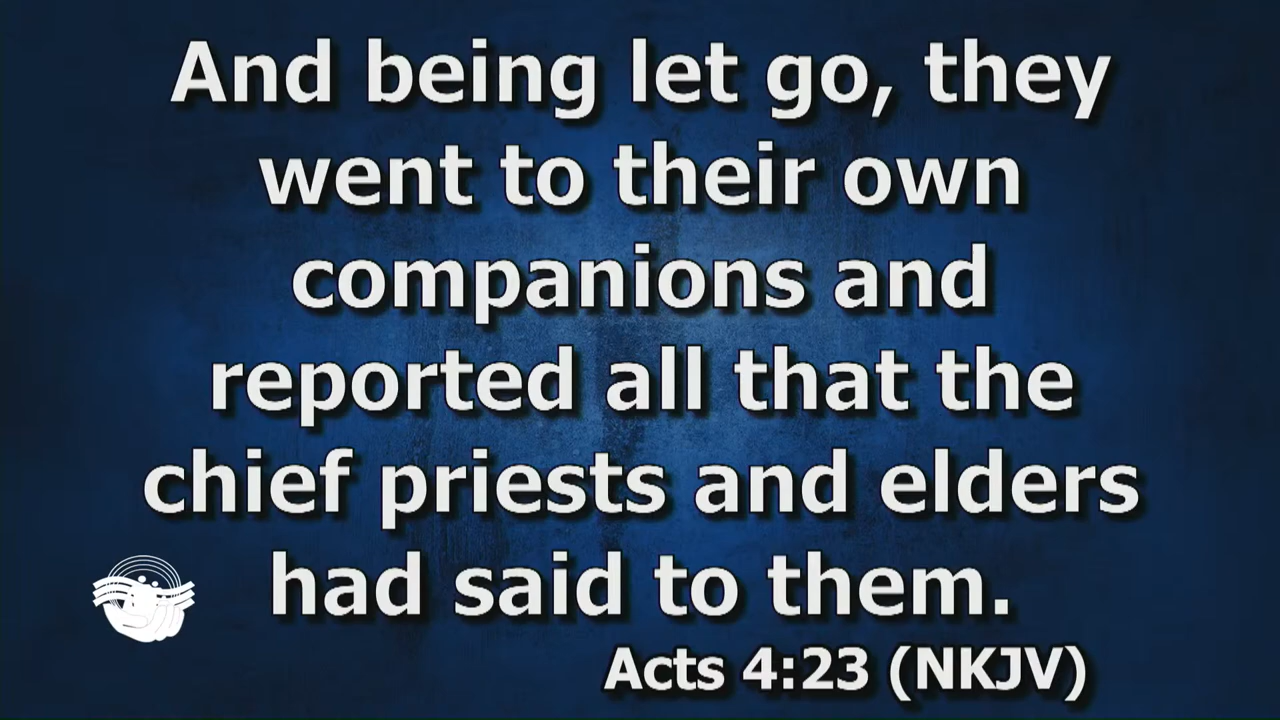 And being let go, they
went to their own
companions and
reported all that the
chief priests and elders
had said to them.
Acts 4:23 (NKJV)